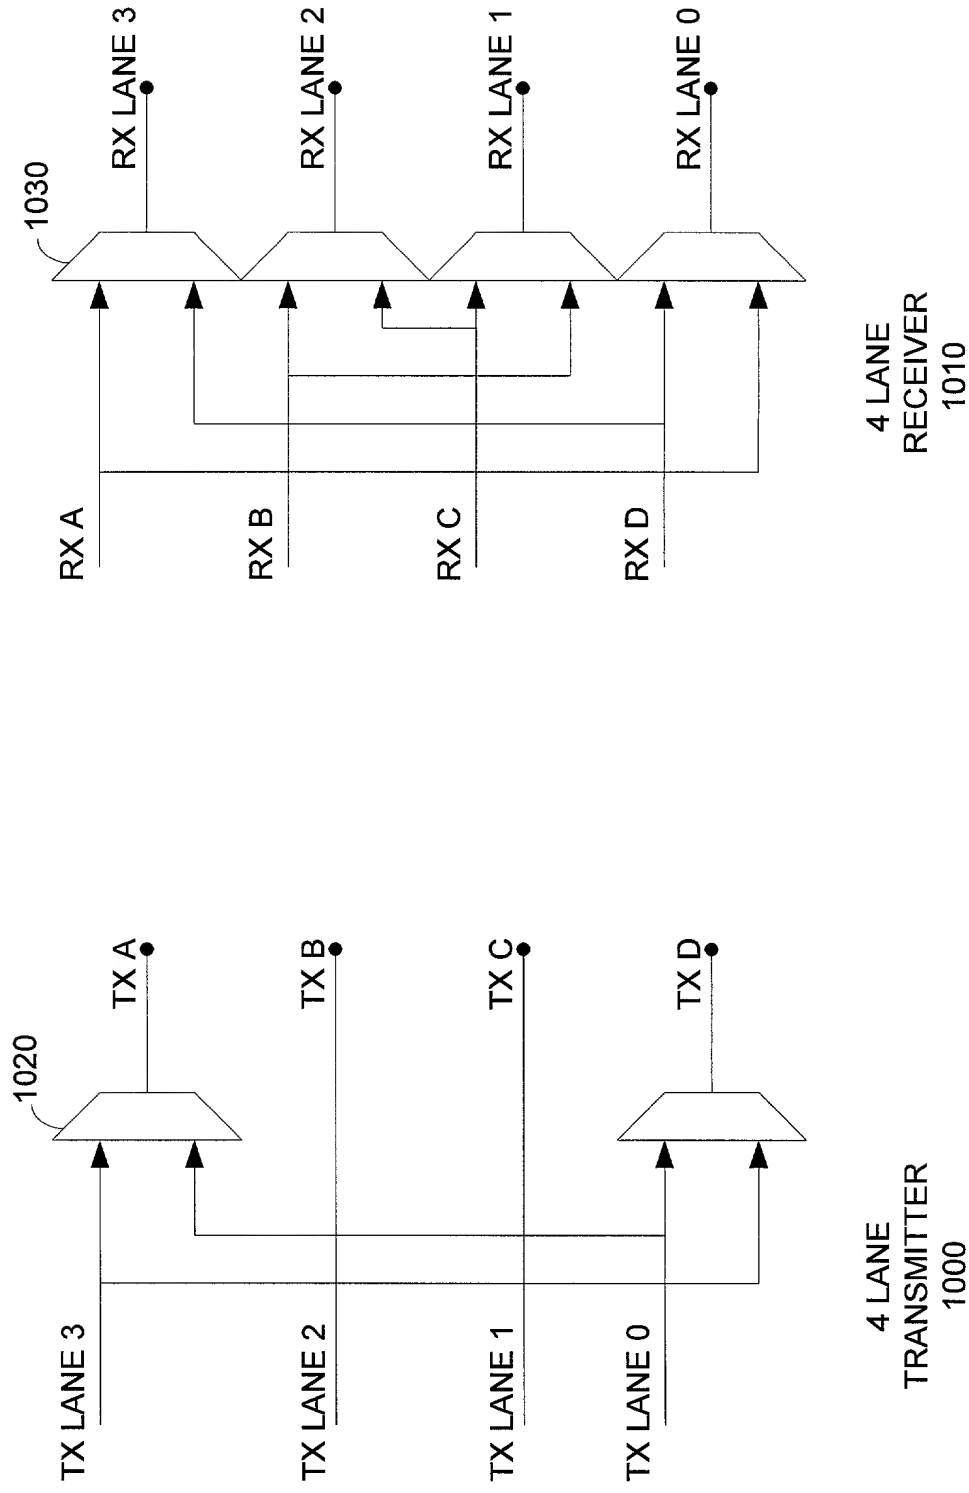 TX LANE 3
TX LANE 2
TX LANE 1
TX LANE 0
1020
TX A
TX B
TX C
TX D
4 LANE
TRANSMITTER
1000
RX A
RX B
RX C
RX D
1030
RX LANE 3
RX LANE 2
RX LANE 1
RX LANE 0
4 LANE
RECEIVER
1010